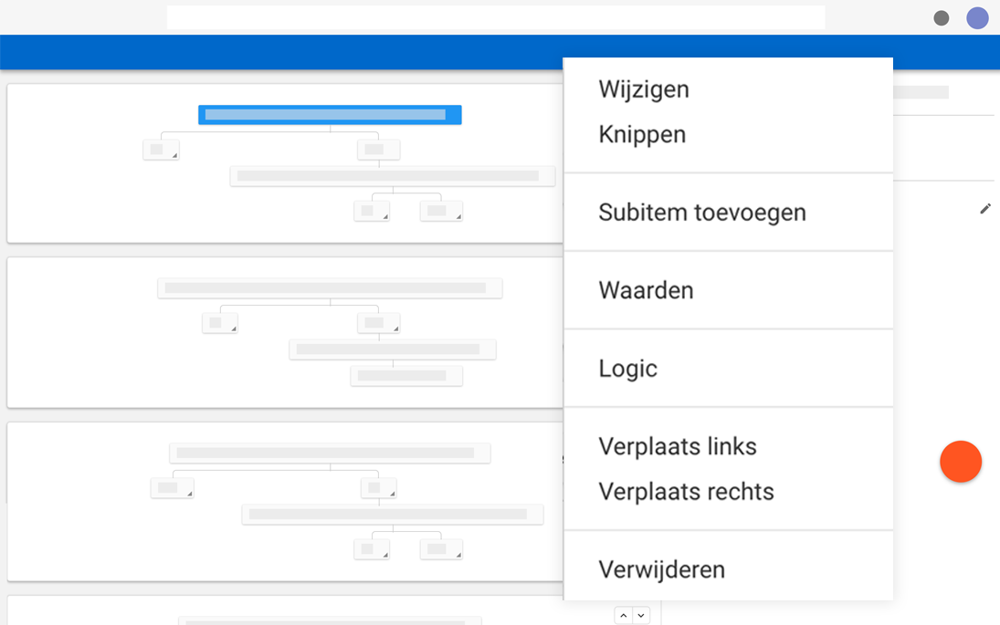 Wijzigen
Knippen
Subitem toevoegen
Waarden
Logic
Verplaats links
Verplaats rechts
Verwijderen